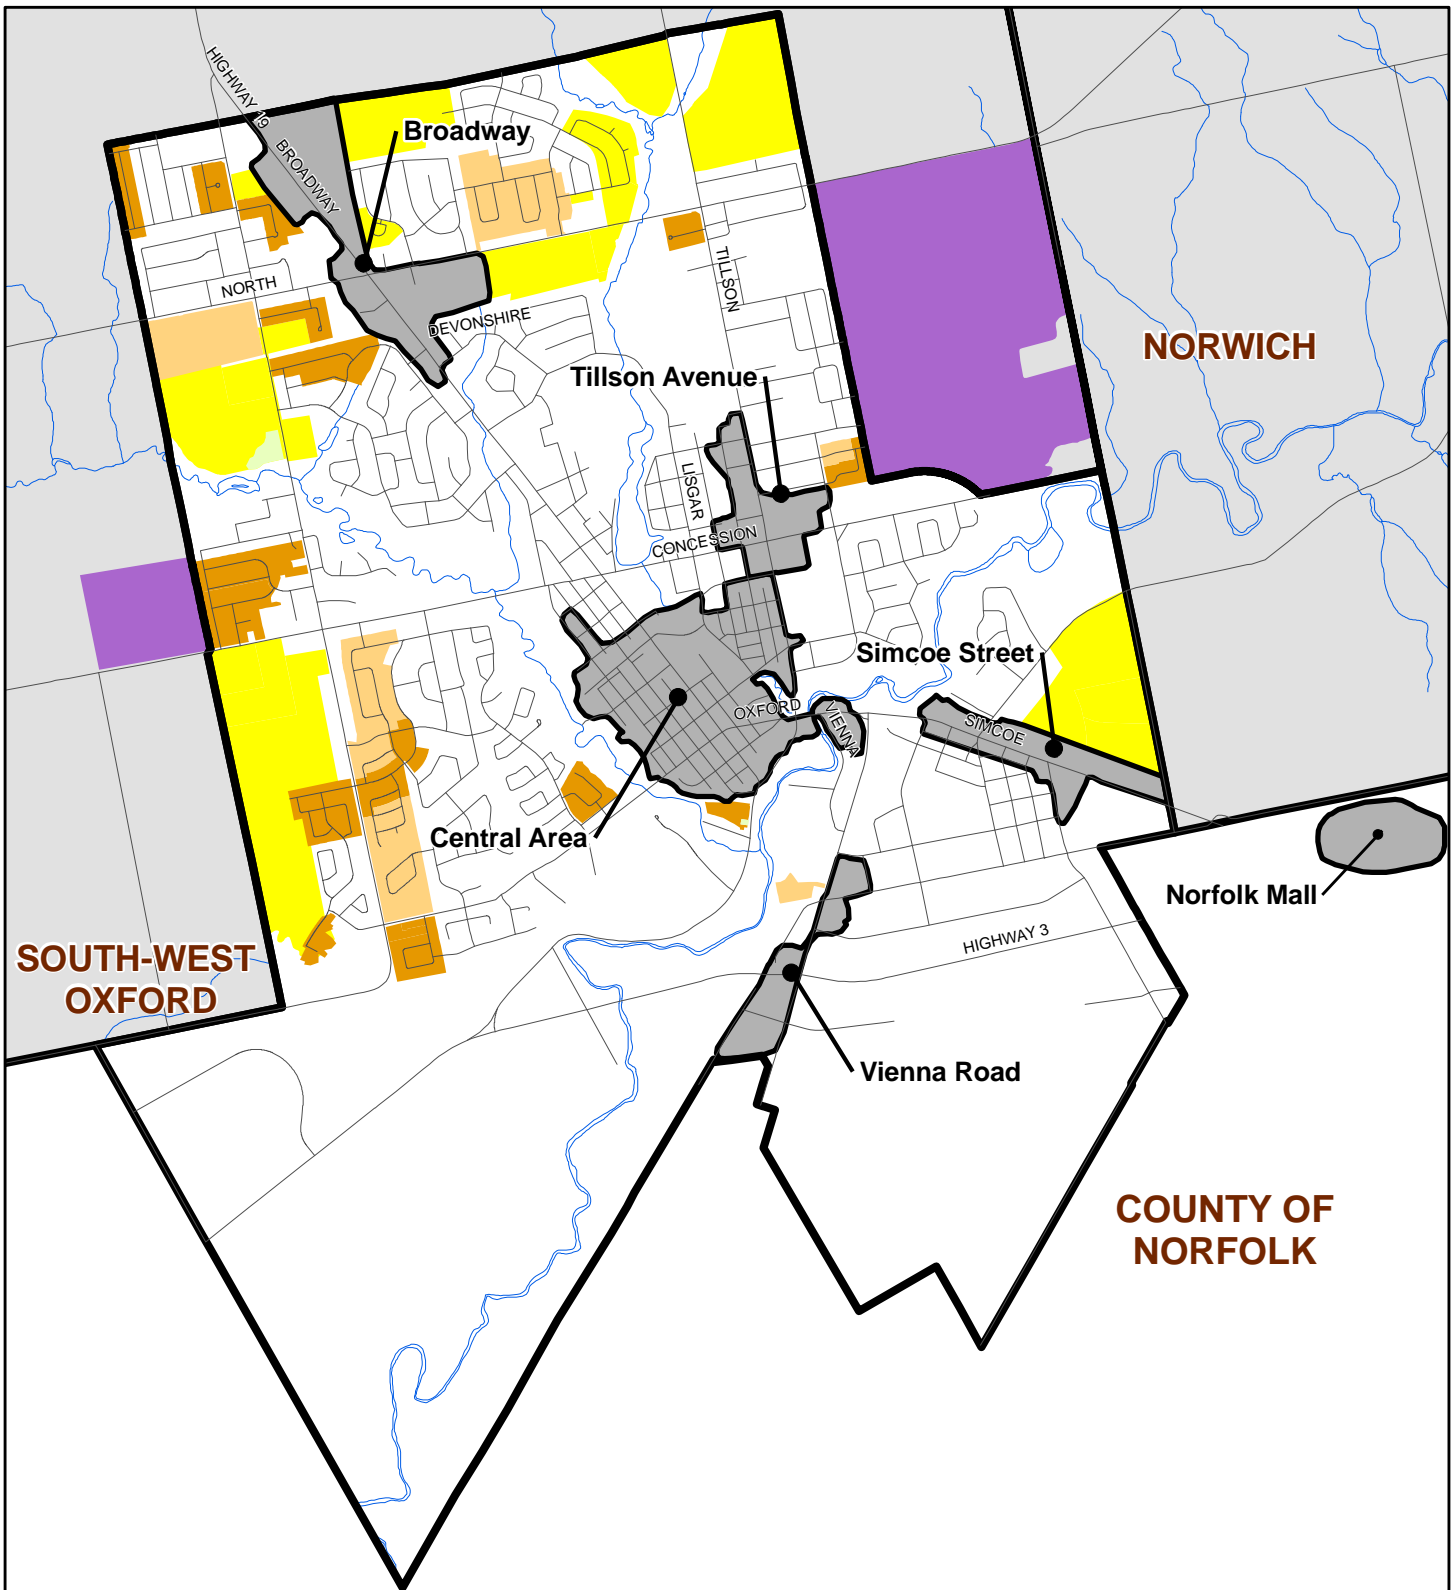 HIGHWAY 19
BROADWAY
Broadway
NORTH
DEVONSHIRE
TILLSON
NORWICH
Tillson Avenue
LISGAR
CONCESSION
Simcoe Street
OXFORD
VIENNA
SIMCOE
Central Area
Norfolk Mall
HIGHWAY 3
SOUTH-WEST
OXFORD
Vienna Road
COUNTY OF
NORFOLK